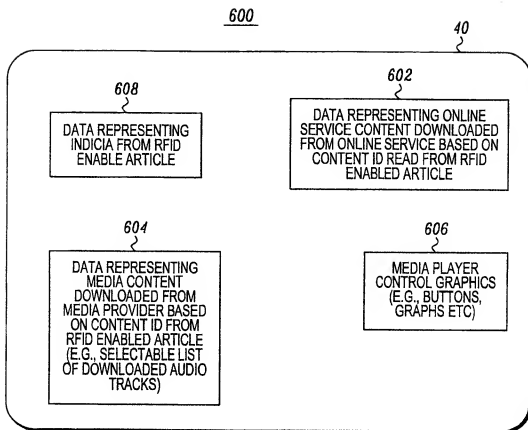 600
40
608
DATA REPRESENTING
INDICIA FROM RFID
ENABLE ARTICLE
602
DATA REPRESENTING ONLINE
SERVICE CONTENT DOWNLOADED
FROM ONLINE SERVICE BASED ON
CONTENT ID READ FROM RFID
ENABLED ARTICLE
604
DATA REPRESENTING
MEDIA CONTENT
DOWNLOADED FROM
MEDIA PROVIDER BASED
ON CONTENT ID FROM
RFID ENABLED ARTICLE
(E.G., SELECTABLE LIST
OF DOWNLOADED AUDIO
TRACKS)
606
MEDIA PLAYER
CONTROL GRAPHICS
(E.G., BUTTONS,
GRAPHS ETC)